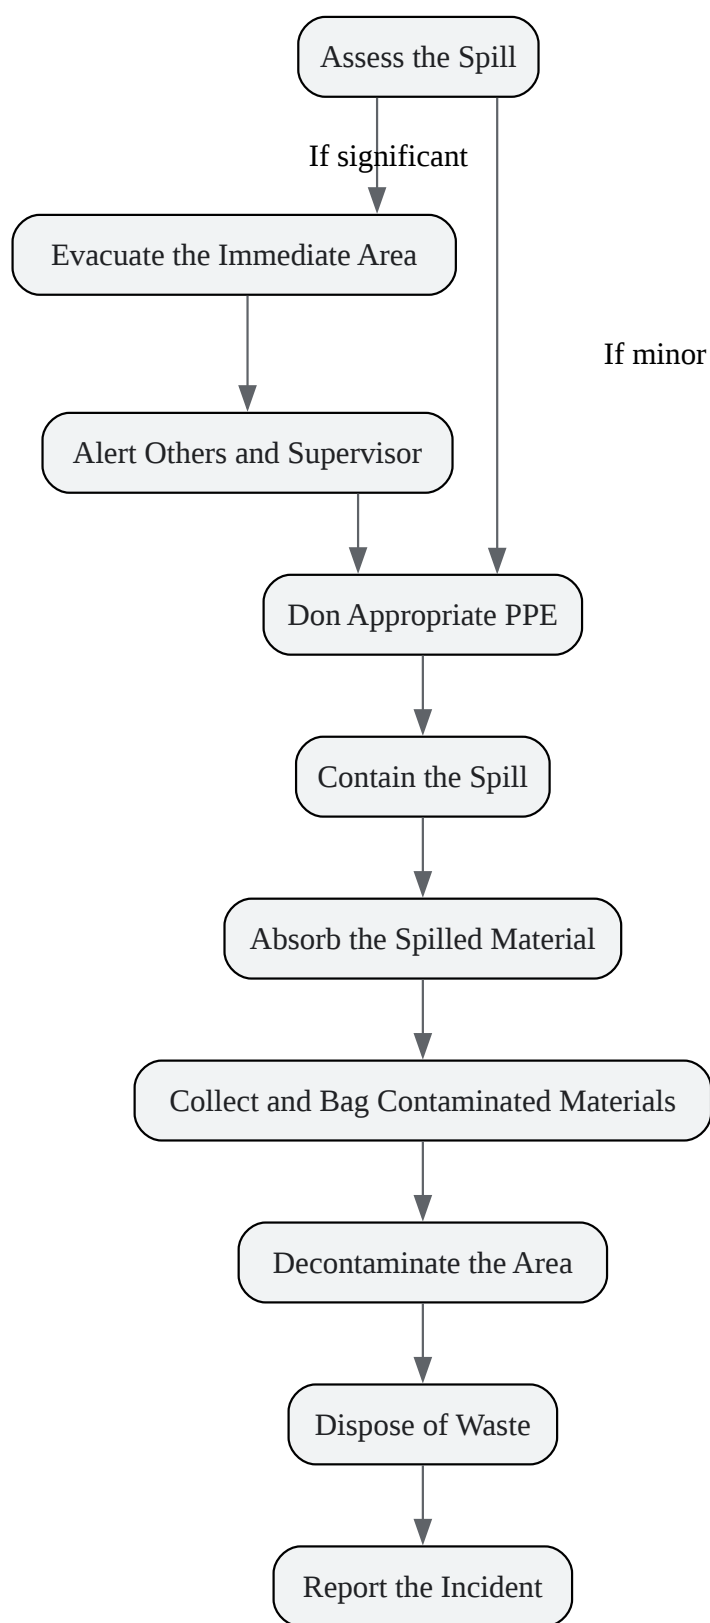 Assess the Spill
If significant
Evacuate the Immediate Area
If minor
Alert Others and Supervisor
Don Appropriate PPE
Contain the Spill
Absorb the Spilled Material
Collect and Bag Contaminated Materials
Decontaminate the Area
Dispose of Waste
Report the Incident